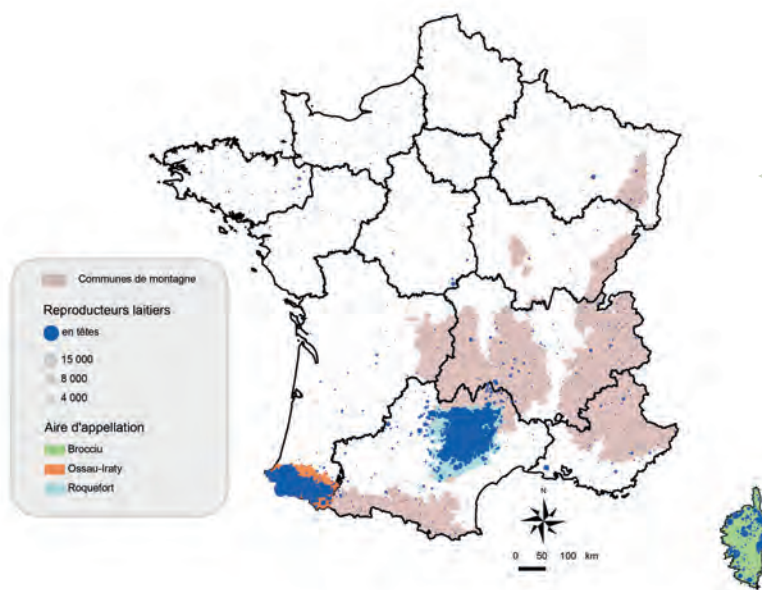 Communes de montagne
Reproducteurs laitiers
en têtes
15 000
8 000
4 000
Aire d'appellation
Brocciu
Ossau-Iraty
Roquefort
N
0 50 100 km